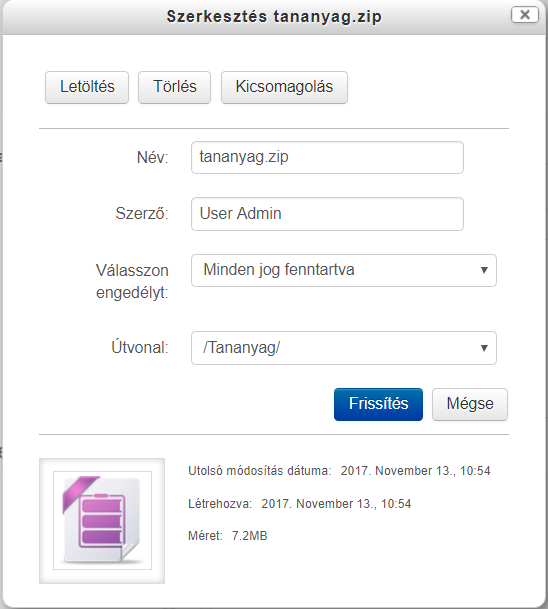 Szerkesztés tananyag.zip
Letöltés Törlés Kicsomagolás
Név: tananyag.zip
Szerző: User Admin
Válasszon engedélyt: Minden jog fenntartva
Útvonal: /Tananyag/
Frissítés Mégse
Utolsó módosítás dátuma: 2017. November 13., 10:54
Létrehozva: 2017. November 13., 10:54
Méret: 7.2MB